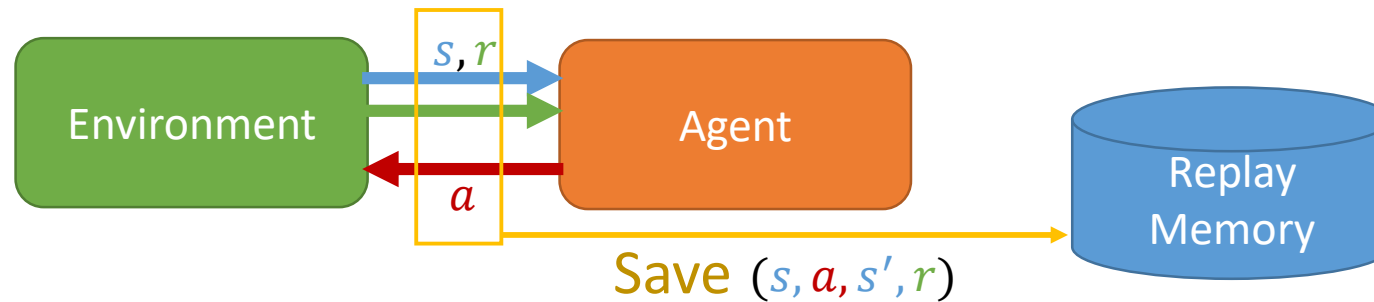 s, r
Environment
Agent
a
Replay
Memory
Save (s, a, s′, r)